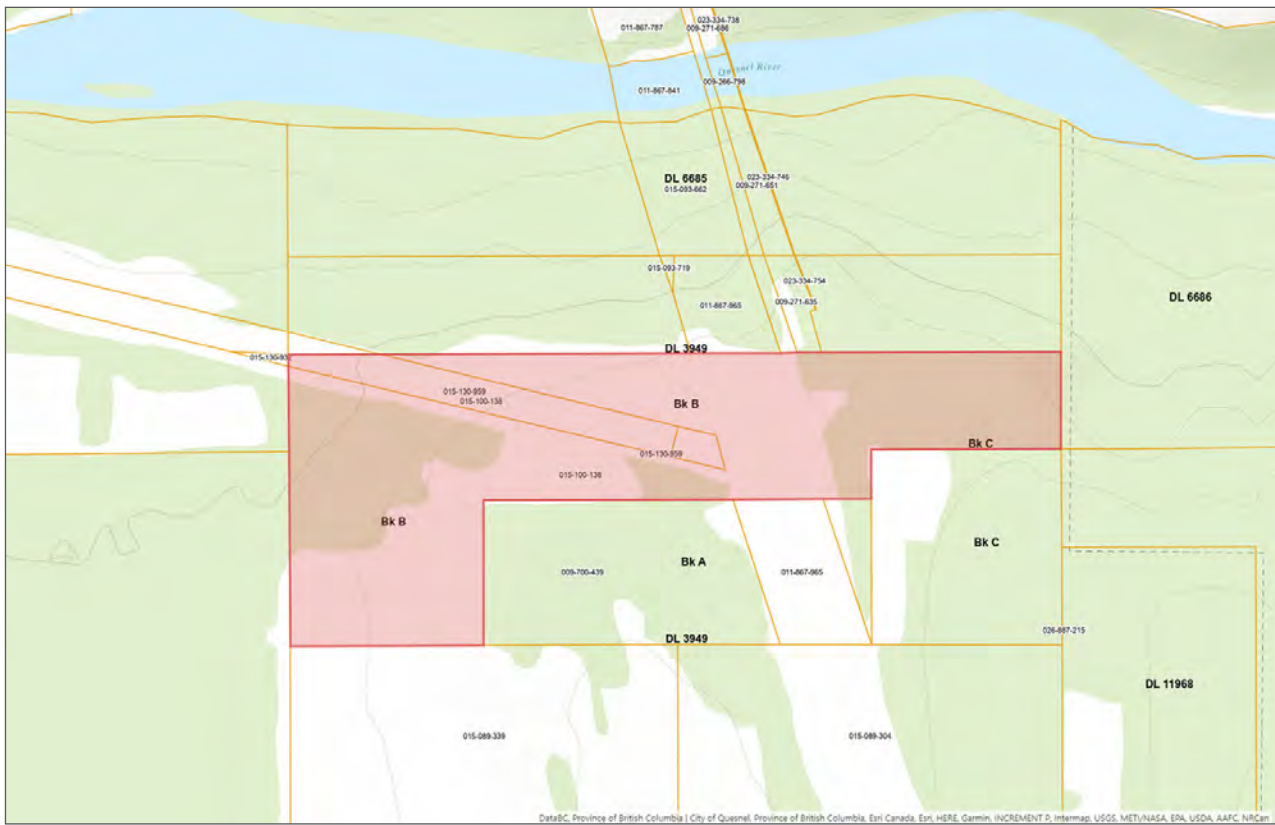 023-334-738
011-867-787
009-271-686
Quesnel River
009-266-798
011-867-841
DL 6685
015-093-662
023-334-746
009-271-651
015-093-719
023-334-754
011-867-965
009-271-635
DL 6686
DL 3949
015-130-93
015-130-959
015-100-138
Bk B
Bk C
015-130-959
015-100-138
Bk B
Bk A
Bk C
009-700-439
011-867-965
DL 3949
026-887-215
DL 11968
015-089-339
015-089-304
DataBC, Province of British Columbia | City of Quesnel, Province of British Columbia, Esri Canada, Esri, HERE, Garmin, INCREMENT P, Intermap, USGS, METI/NASA, EPA, USDA, AAFC, NRCan